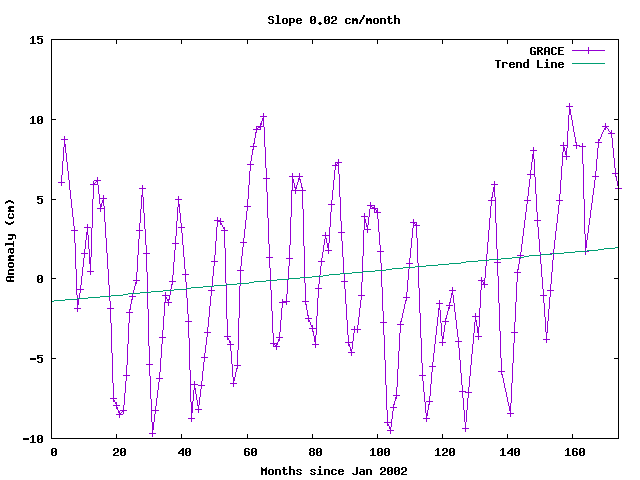 Slope 0.02 cm/month
15
GRACE
Trend Line
10
5
0
-5
-10
Anomaly (cm)
0 20 40 60 80 100 120 140 160
Months since Jan 2002